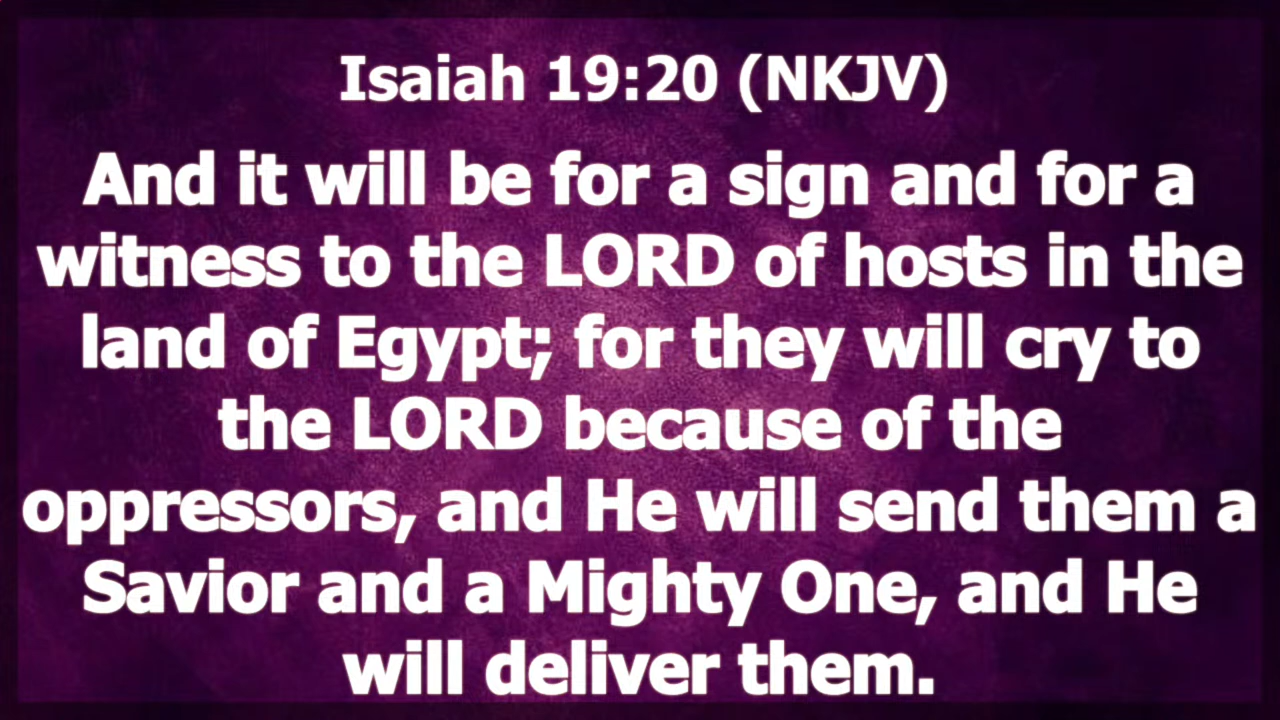 Isaiah 19:20 (NKJV)
And it will be for a sign and for a
witness to the LORD of hosts in the
land of Egypt; for they will cry to
the LORD because of the
oppressors, and He will send them a
Savior and a Mighty One, and He
will deliver them.